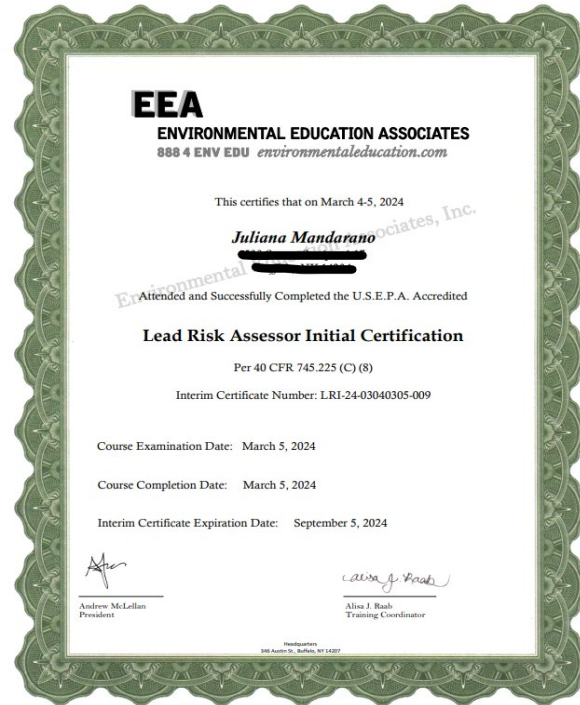 EEA
ENVIRONMENTAL EDUCATION ASSOCIATES
888 4 ENV EDU environmentaleducation.com
This certifies that on March 4-5, 2024
Environmental Education Associates, Inc.
Juliana Mandarano
Attended and Successfully Completed the U.S.E.P.A. Accredited
Lead Risk Assessor Initial Certification
Per 40 CFR 745.225 (C) (8)
Interim Certificate Number: LRI-24-03040305-009
Course Examination Date: March 5, 2024
Course Completion Date: March 5, 2024
Interim Certificate Expiration Date: September 5, 2024
Alisa J. Raab
Andrew McLellan
President
Alisa J. Raab
Training Coordinator
Headquarters
346 Austin St., Buffalo, NY 14207